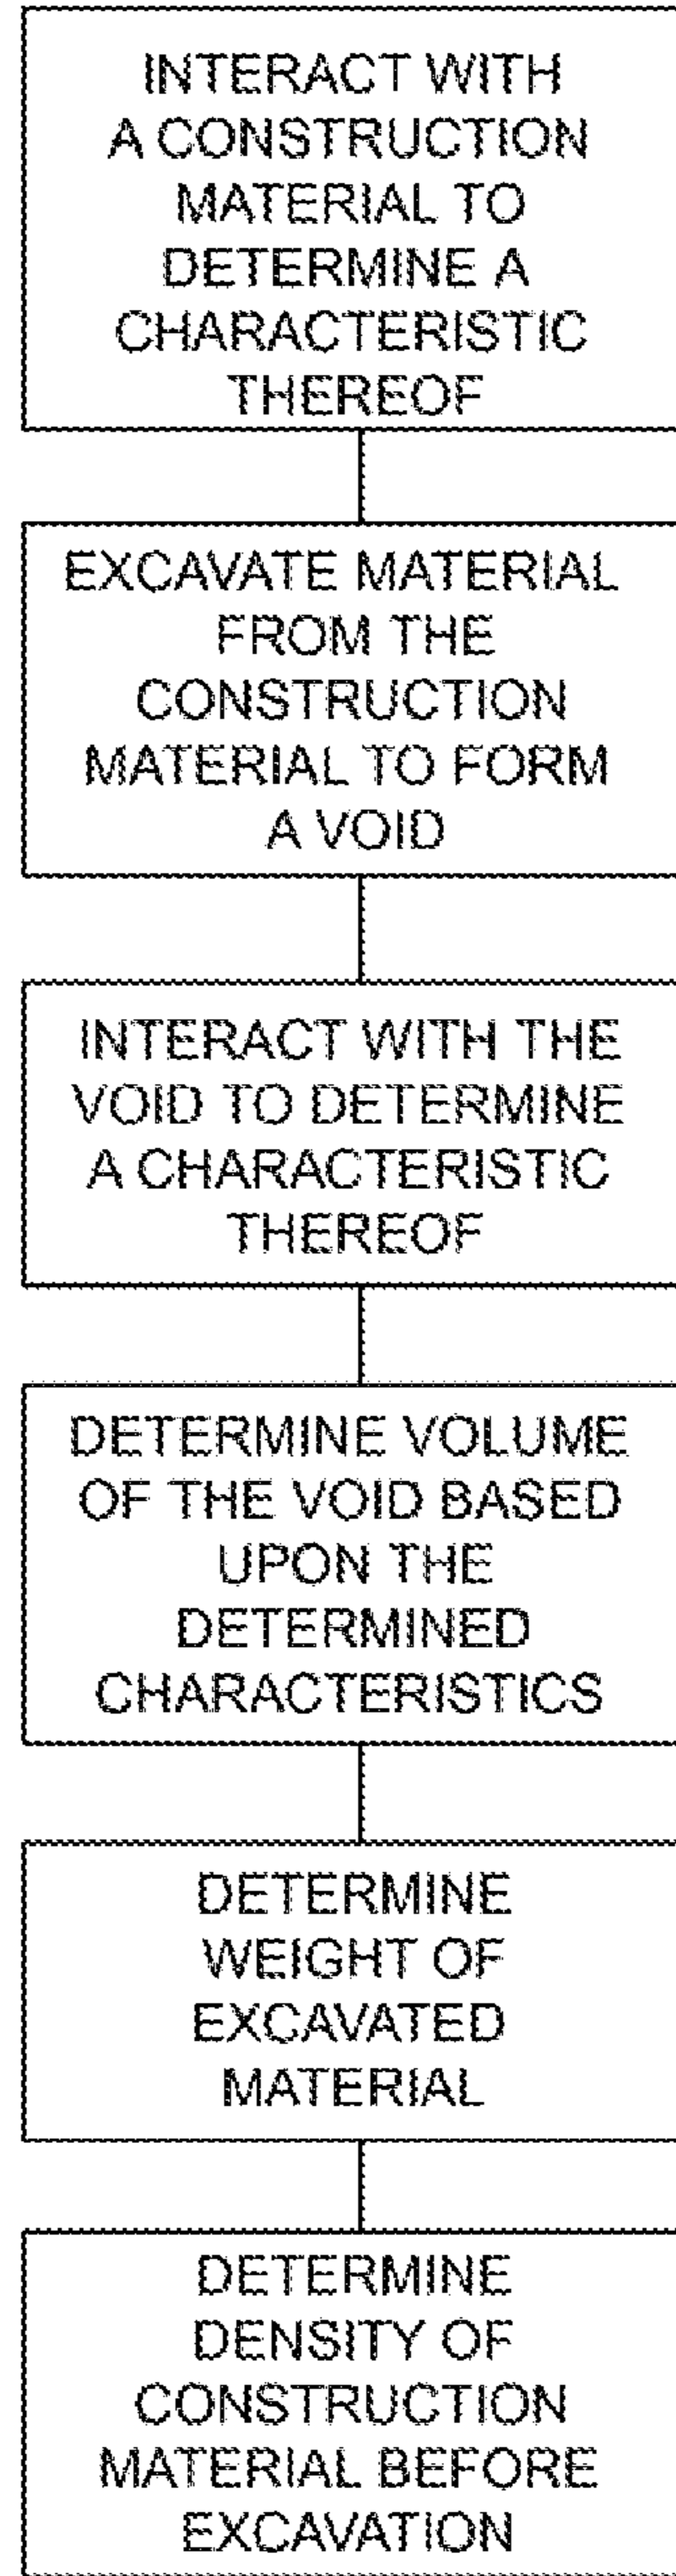 INTERACT WITH
A CONSTRUCTION
MATERIAL TO
DETERMINE A
CHARACTERISTIC
THEREOF
EXCAVATE MATERIAL
FROM THE
CONSTRUCTION
MATERIAL TO FORM
A VOID
INTERACT WITH THE
VOID TO DETERMINE
A CHARACTERISTIC
THEREOF
DETERMINE VOLUME
OF THE VOID BASED
UPON THE
DETERMINED
CHARACTERISTICS
DETERMINE
WEIGHT OF
EXCAVATED
MATERIAL
DETERMINE
DENSITY OF
CONSTRUCTION
MATERIAL BEFORE
EXCAVATION